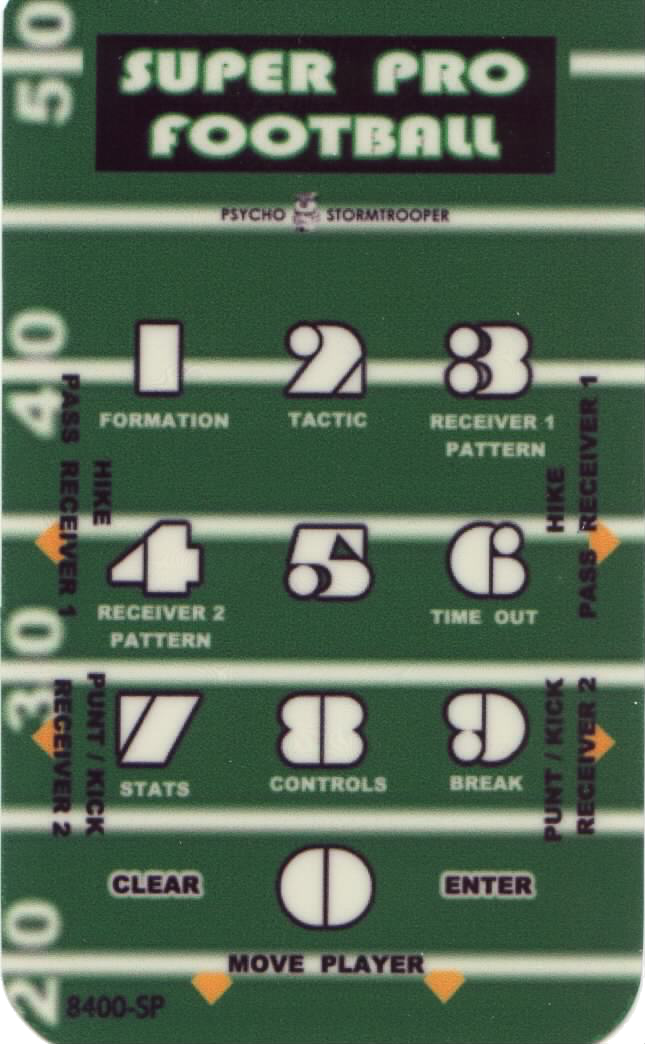 50
SUPER PRO
FOOTBALL
PSYCHO STORMTROOPER
40
1 2 3
FORMATION TACTIC RECEIVER 1
PATTERN
PASS RECEIVER 1
HIKE
HIKE
PASS RECEIVER 1
4 5 6
RECEIVER 2 TIME OUT
PATTERN
30
7 8 9
STATS CONTROLS BREAK
PUNT / KICK
RECEIVER 2
PUNT / KICK
RECEIVER 2
CLEAR 0 ENTER
20
MOVE PLAYER
8400-SP